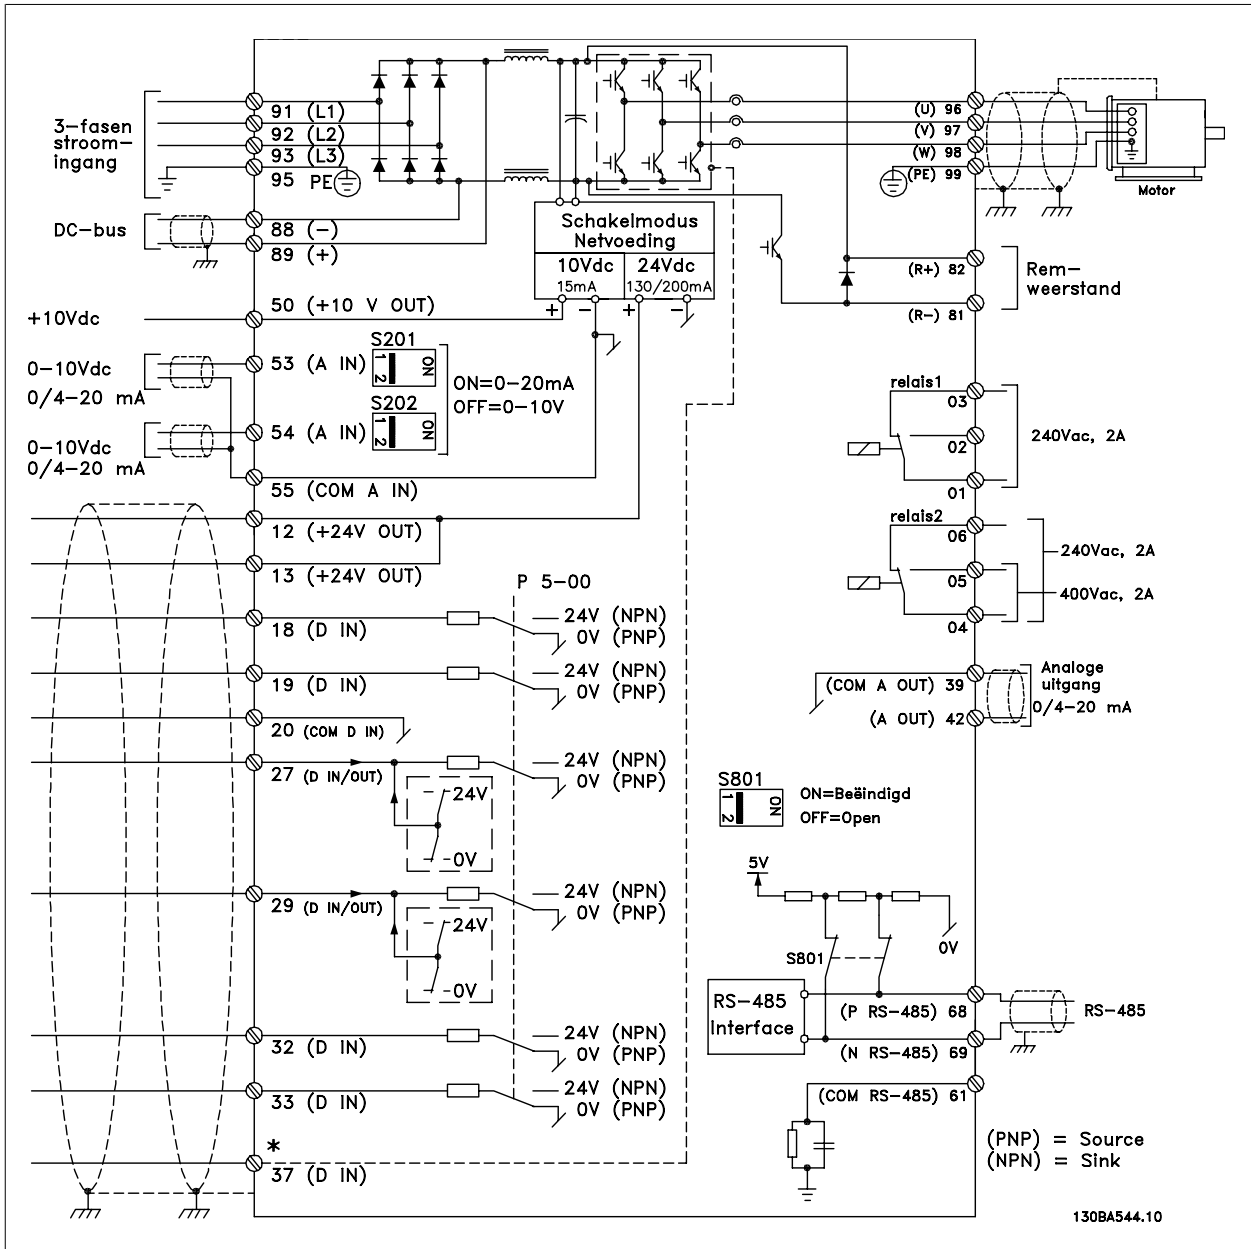 3-fasen
stroom-
ingang
91 (L1)
92 (L2)
93 (L3)
95 PE
DC-bus
88 (-)
89 (+)
+10Vdc
50 (+10 V OUT)
0-10Vdc
0/4-20 mA
53 (A IN)
S201
1 2
ON
ON=0-20mA
OFF=0-10V
0-10Vdc
0/4-20 mA
54 (A IN)
S202
1 2
ON
55 (COM A IN)
12 (+24V OUT)
13 (+24V OUT)
Schakelmodus
Netvoeding
10Vdc
15mA
24Vdc
130/200mA
+ - + -
P 5-00
18 (D IN)
24V (NPN)
0V (PNP)
19 (D IN)
24V (NPN)
0V (PNP)
20 (COM D IN)
27 (D IN/OUT)
24V (NPN)
0V (PNP)
24V
0V
29 (D IN/OUT)
24V (NPN)
0V (PNP)
24V
0V
32 (D IN)
24V (NPN)
0V (PNP)
33 (D IN)
24V (NPN)
0V (PNP)
*
37 (D IN)
(U) 96
(V) 97
(W) 98
(PE) 99
Motor
(R+) 82
(R-) 81
Rem-
weerstand
relais1
03
02
01
240Vac, 2A
relais2
06
05
04
240Vac, 2A
400Vac, 2A
(COM A OUT) 39
(A OUT) 42
Analoge
uitgang
0/4-20 mA
S801
1 2
ON
ON=Beëindigd
OFF=Open
5V
0V
S801
RS-485
Interface
(P RS-485) 68
(N RS-485) 69
RS-485
(COM RS-485) 61
(PNP) = Source
(NPN) = Sink
130BA544.10